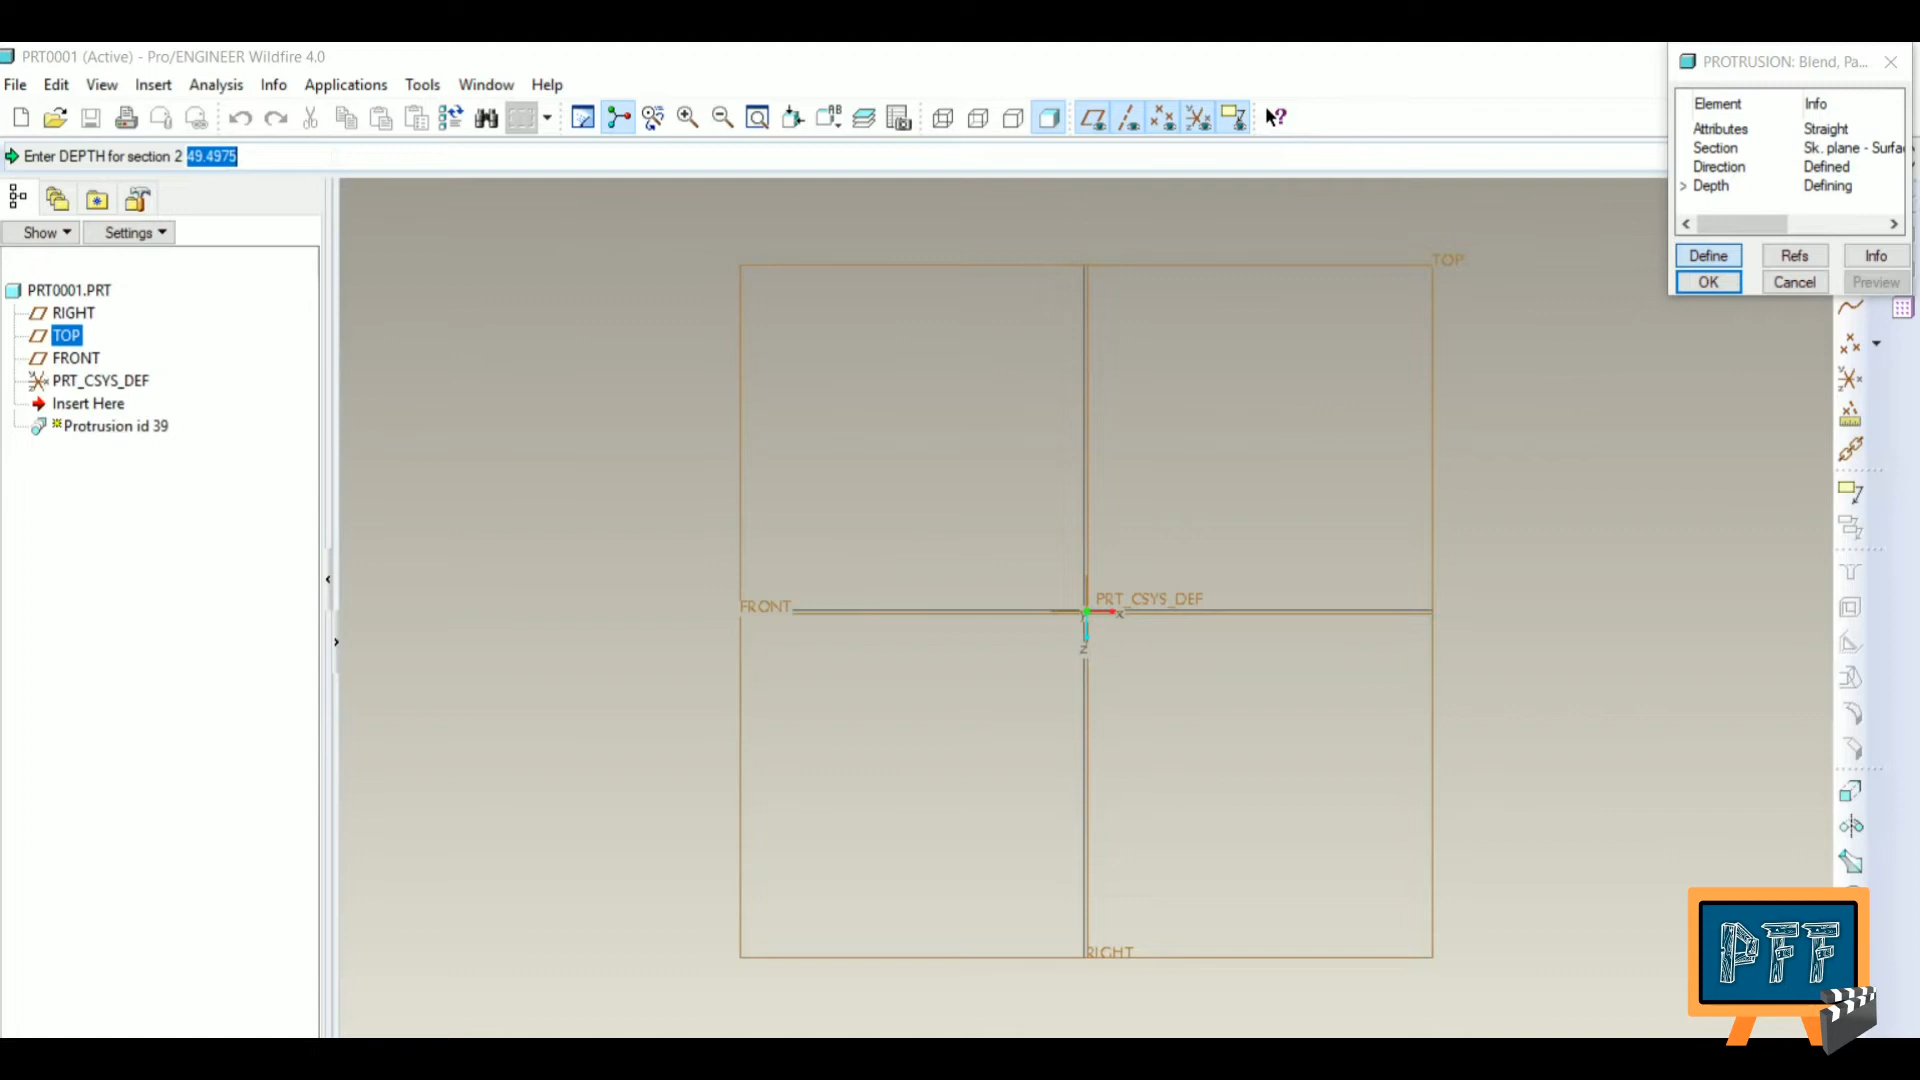 PRT0001 (Active) - Pro/ENGINEER Wildfire 4.0
File Edit View Insert Analysis Info Applications Tools Window Help
Enter DEPTH for section 2 49.4975
Show Settings
PRT0001.PRT
RIGHT
TOP
FRONT
PRT_CSYS_DEF
Insert Here
Protrusion id 39
TOP
FRONT
PRT_CSYS_DEF
X
Z
RIGHT
PROTRUSION: Blend, Pa...
Element Info
Attributes Straight
Section Sk. plane - Surfa
Direction Defined
> Depth Defining
Define Refs Info
OK Cancel Preview
PFF